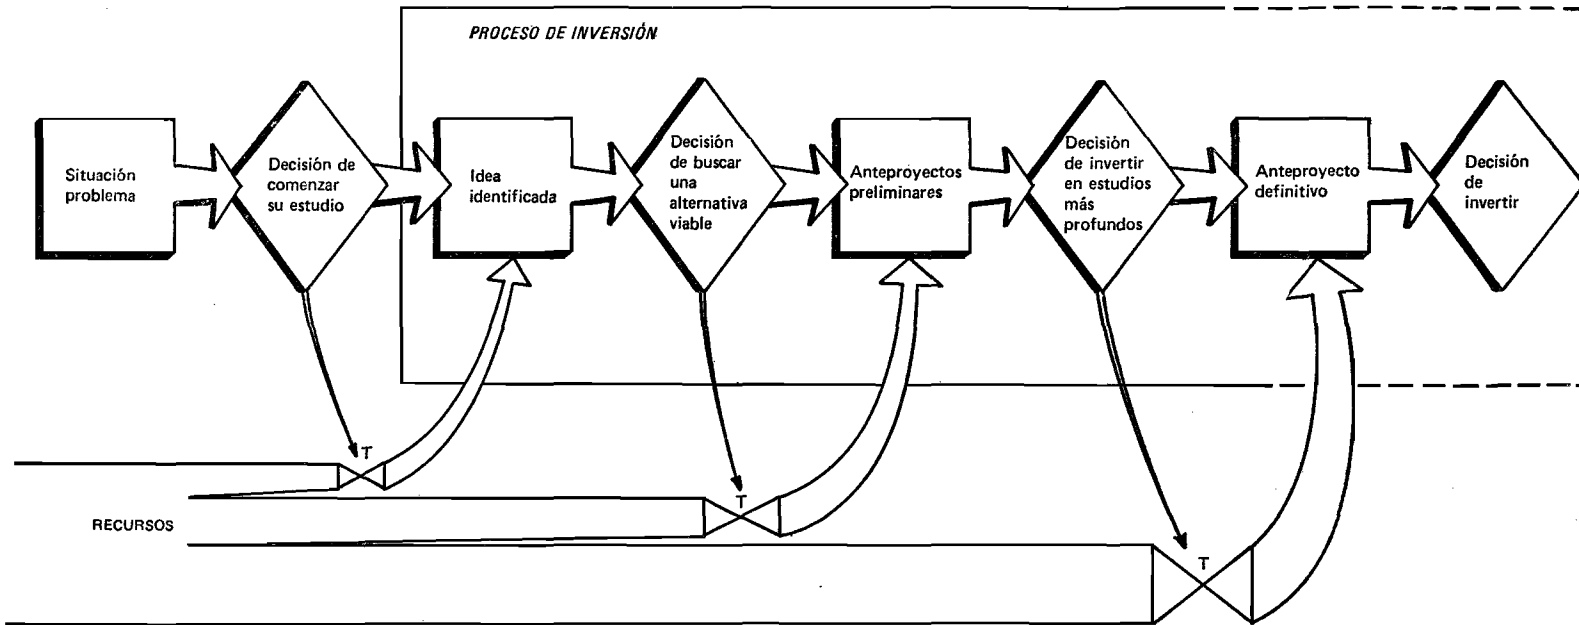 PROCESO DE INVERSIÓN
Situación
problema
Decisión de
comenzar
su estudio
Idea
identificada
Decisión
de buscar
una
alternativa
viable
Anteproyectos
preliminares
Decisión
de invertir
en estudios
más
profundos
Anteproyecto
definitivo
Decisión
de
invertir
T
T
T
RECURSOS